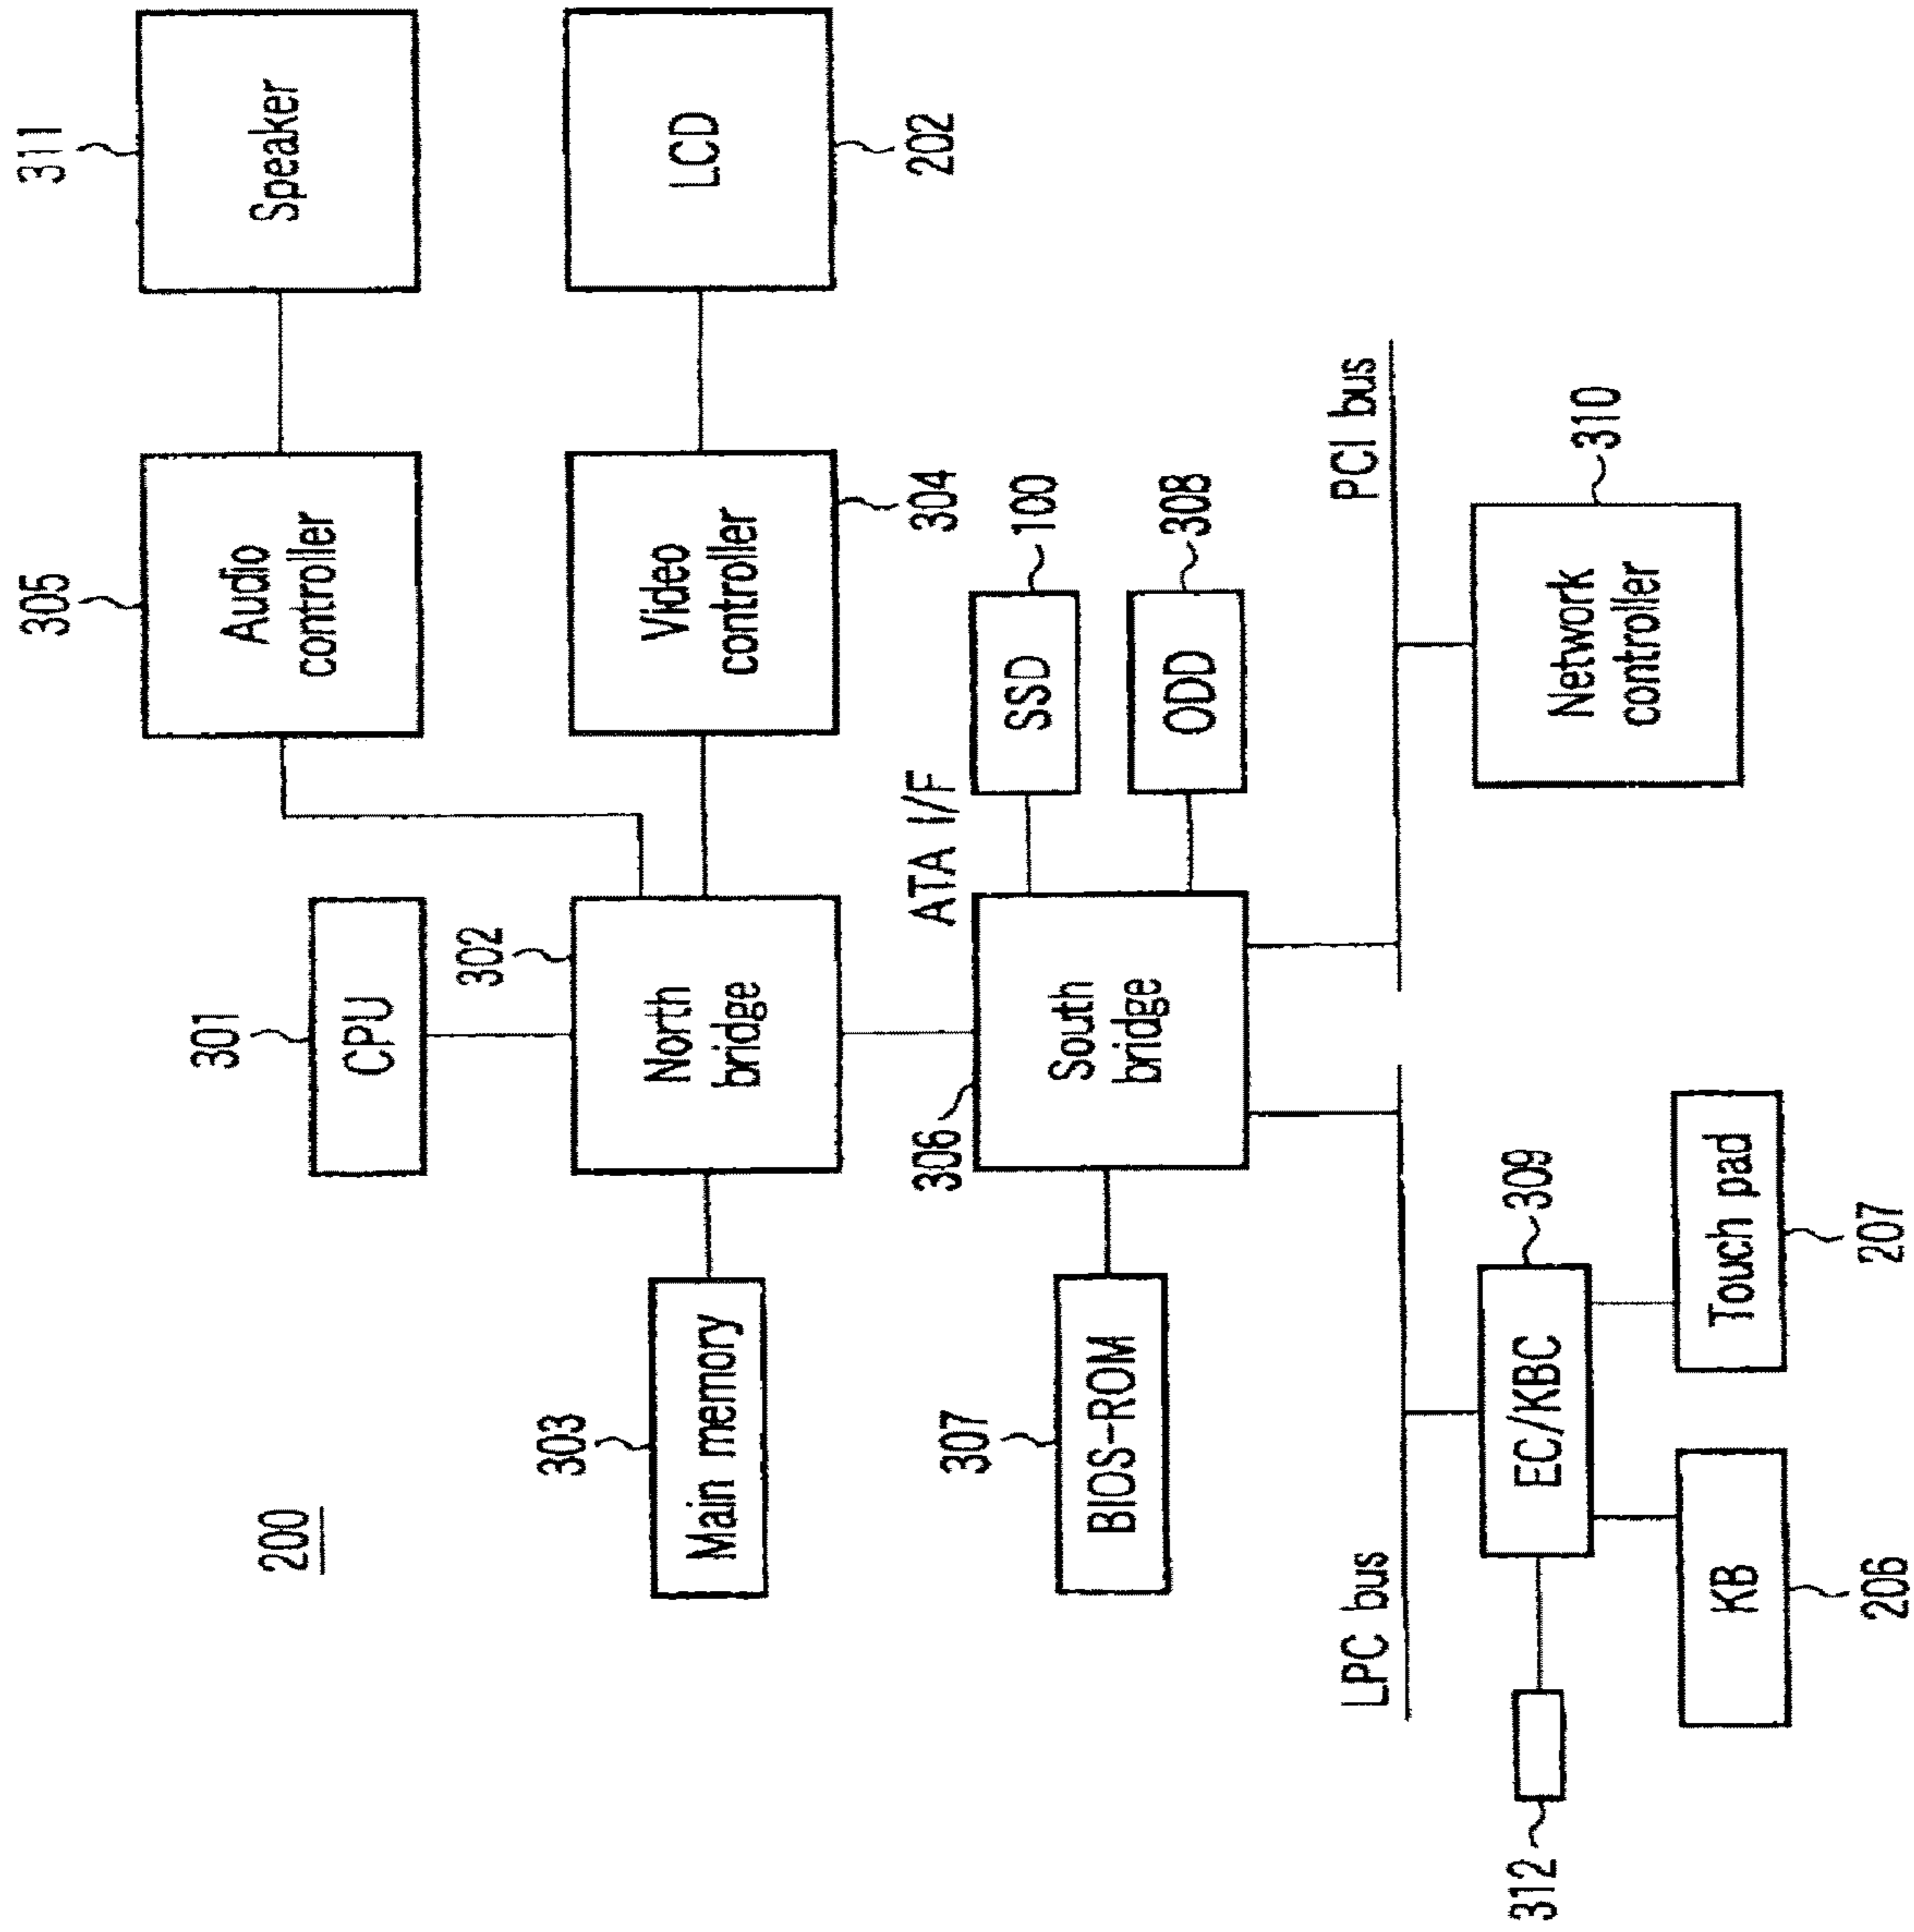 200
301
CPU
305
Audio
controller
311
Speaker
303
Main memory
302
North
bridge
Video
controller
304
LCD
202
307
BIOS-ROM
306
South
bridge
ATA I/F
SSD
100
ODD
308
LPC bus
PCI bus
312
EC/KBC
309
Network
controller
310
KB
206
Touch pad
207